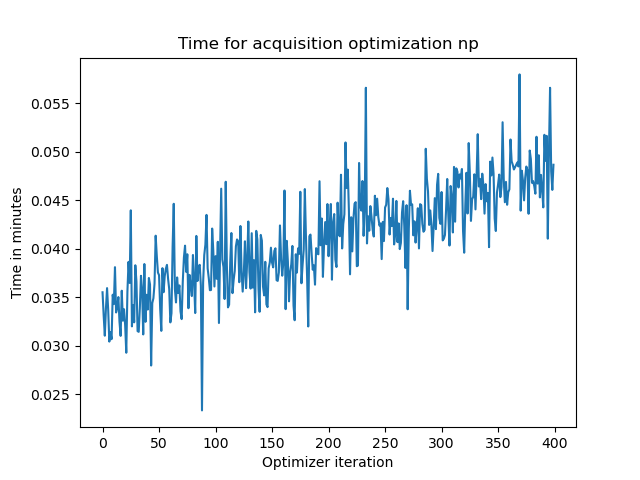 Time for acquisition optimization np
Time in minutes
0.055
0.050
0.045
0.040
0.035
0.030
0.025
0 50 100 150 200 250 300 350 400
Optimizer iteration